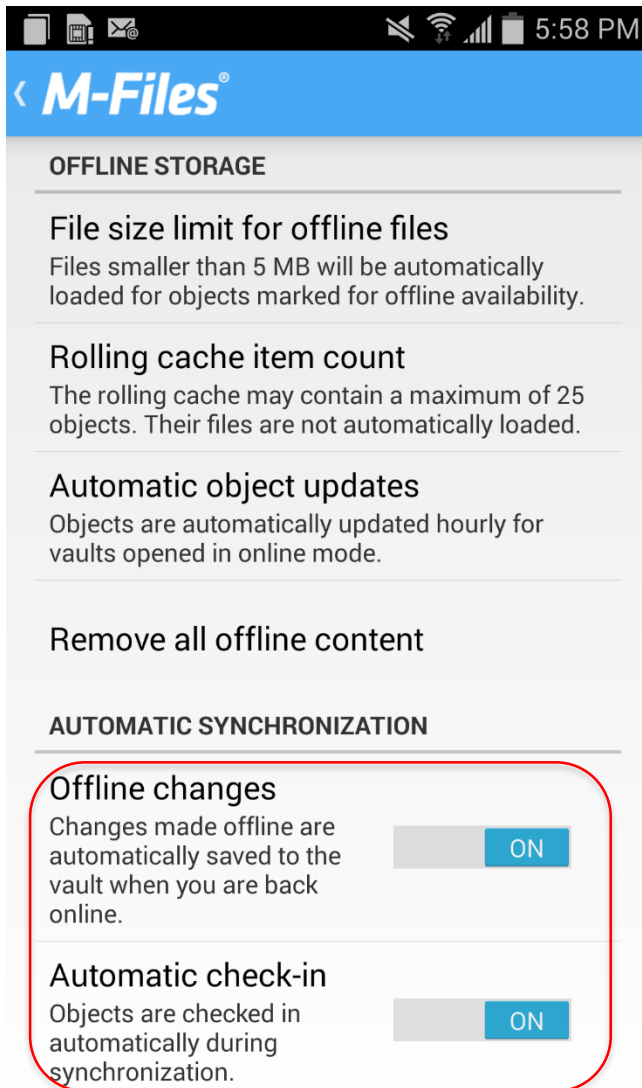 5:58 PM
M-Files®
OFFLINE STORAGE
File size limit for offline files
Files smaller than 5 MB will be automatically
loaded for objects marked for offline availability.
Rolling cache item count
The rolling cache may contain a maximum of 25
objects. Their files are not automatically loaded.
Automatic object updates
Objects are automatically updated hourly for
vaults opened in online mode.
Remove all offline content
AUTOMATIC SYNCHRONIZATION
Offline changes
Changes made offline are
automatically saved to the
vault when you are back
online.
ON
Automatic check-in
Objects are checked in
automatically during
synchronization.
ON